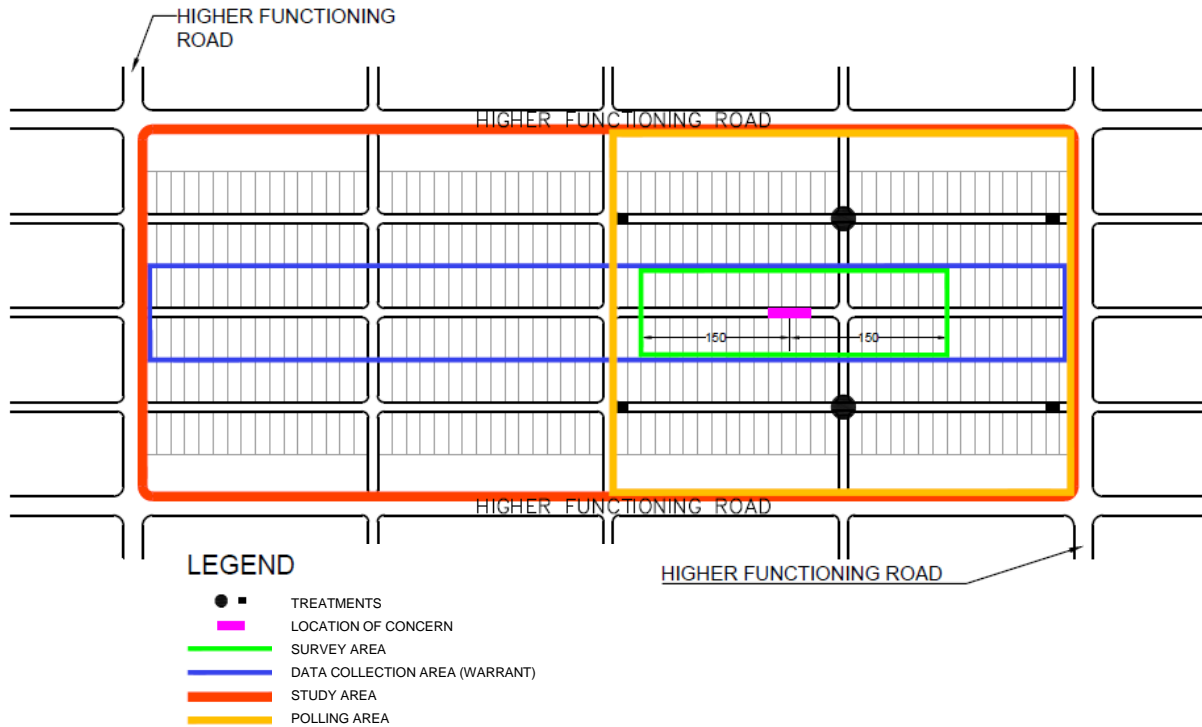 HIGHER FUNCTIONING
ROAD
HIGHER FUNCTIONING ROAD
150
150
HIGHER FUNCTIONING ROAD
LEGEND
HIGHER FUNCTIONING ROAD
TREATMENTS
LOCATION OF CONCERN
SURVEY AREA
DATA COLLECTION AREA (WARRANT)
STUDY AREA
POLLING AREA